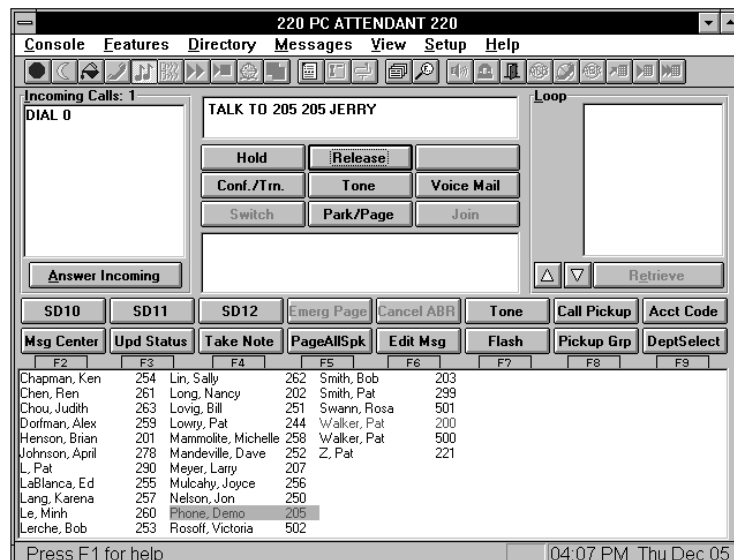 220 PC ATTENDANT 220
Console Features Directory Messages View Setup Help
Incoming Calls: 1
DIAL 0
TALK TO 205 205 JERRY
Loop
Hold Release
Conf./Trn. Tone Voice Mail
Switch Park/Page Join
Answer Incoming
Retrieve
SD10 SD11 SD12 Emerg Page Cancel ABR Tone Call Pickup Acct Code
Msg Center Upd Status Take Note PageAllSpk Edit Msg Flash Pickup Grp DeptSelect
F2 F3 F4 F5 F6 F7 F8 F9
Chapman, Ken 254 Lin, Sally 262 Smith, Bob 203
Chen, Ren 261 Long, Nancy 202 Smith, Pat 299
Chou, Judith 263 Lovig, Bill 251 Swann, Rosa 501
Dorfman, Alex 259 Lowry, Pat 244 Walker, Pat 200
Henson, Brian 201 Mammolite, Michelle 258 Walker, Pat 500
Johnson, April 278 Mandeville, Dave 252 Z, Pat 221
L, Pat 290 Meyer, Larry 207
LaBlanca, Ed 255 Mulcahy, Joyce 256
Lang, Karena 257 Nelson, Jon 250
Le, Minh 260 Phone, Demo 205
Lerche, Bob 253 Rosoff, Victoria 502
Press F1 for help 04:07 PM Thu Dec 05